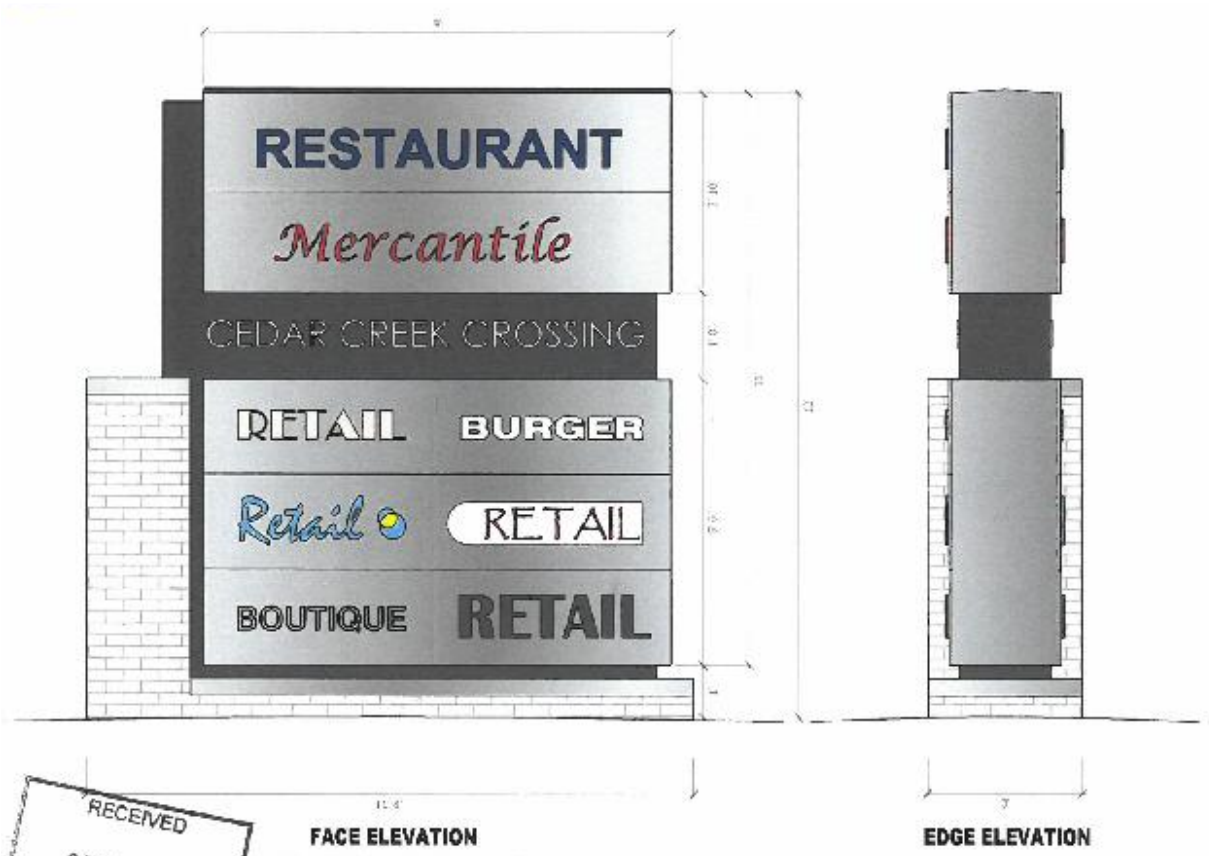 RESTAURANT
Mercantile
CEDAR CREEK CROSSING
RETAIL BURGER
Retail RETAIL
BOUTIQUE RETAIL
RECEIVED
FACE ELEVATION EDGE ELEVATION